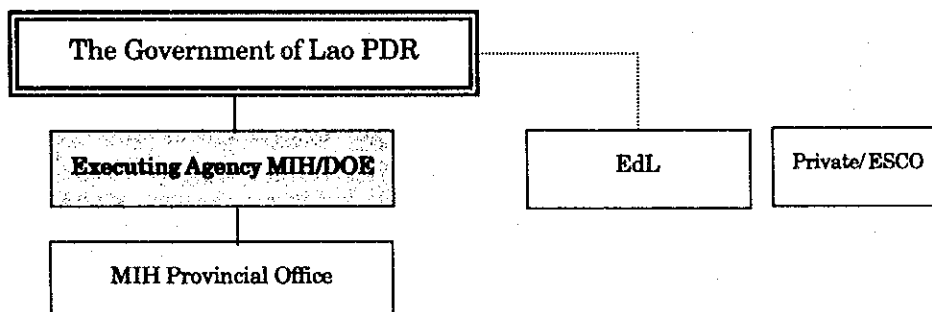 The Government of Lao PDR
Executing Agency MIH/DOE
EdL
Private/ESCO
MIH Provincial Office